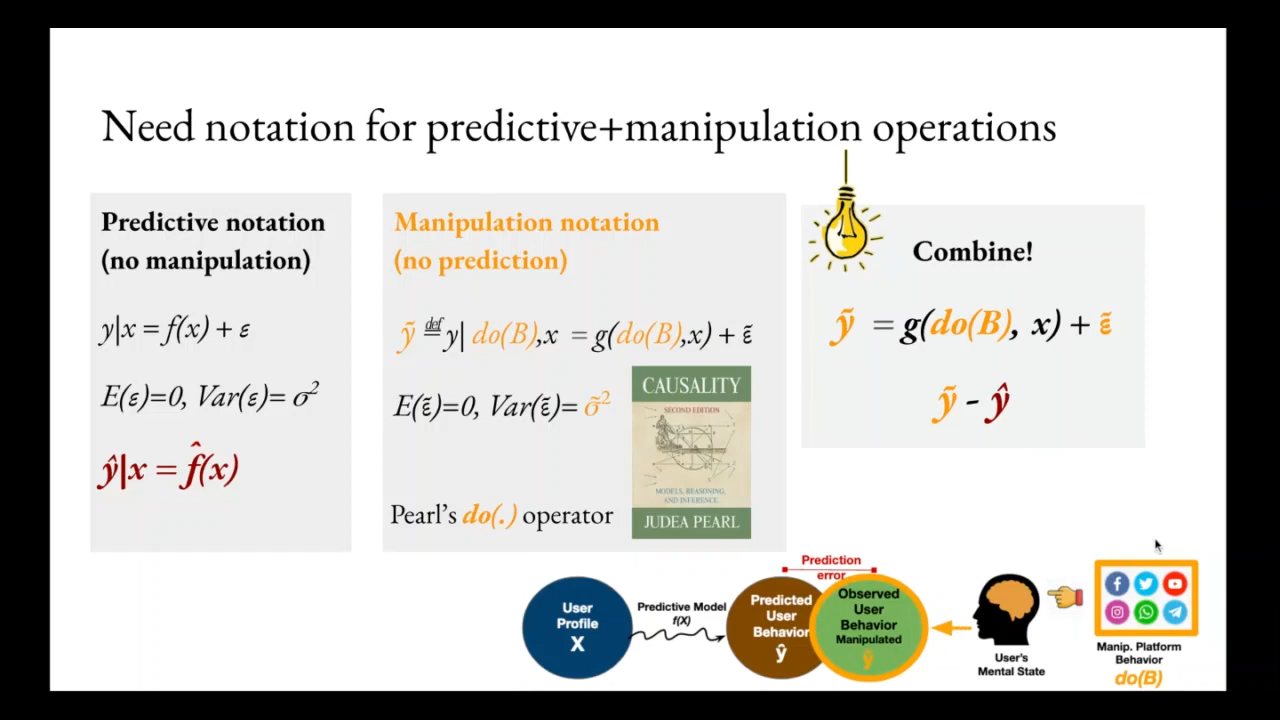 Need notation for predictive+manipulation operations
Predictive notation
(no manipulation)
y|x = f(x) + ε
E(ε)=0, Var(ε)= σ²
ŷ|x = f̂(x)
Manipulation notation
(no prediction)
ỹ ≝ y| do(B),x = g(do(B),x) + ε̃
E(ε̃)=0, Var(ε̃)= σ̃²
Pearl's do(.) operator
CAUSALITY
SECOND EDITION
MODELS, REASONING,
AND INFERENCE
JUDEA PEARL
Combine!
ỹ = g(do(B), x) + ε̃
ỹ - ŷ
User
Profile
X
Predictive Model
f(X)
Prediction
error
Predicted
User
Behavior
ŷ
Observed
User
Behavior
Manipulated
ỹ
User's
Mental State
Manip. Platform
Behavior
do(B)